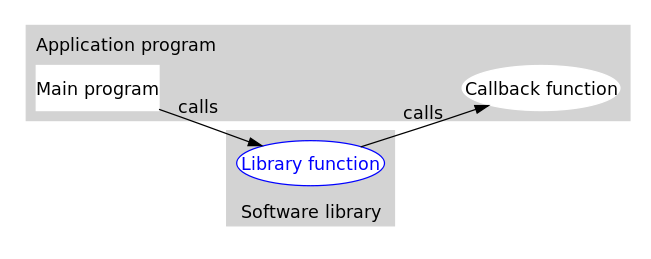 Application program
Main program
Callback function
calls
calls
Library function
Software library